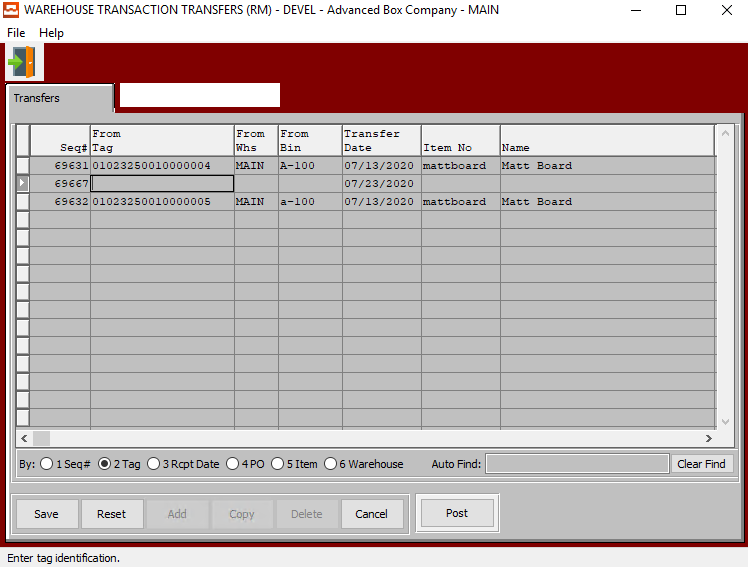 WAREHOUSE TRANSACTION TRANSFERS (RM) - DEVEL - Advanced Box Company - MAIN
File Help
Transfers
From From From Transfer
Seq# Tag Whs Bin Date Item No Name
69631 01023250010000004 MAIN A-100 07/13/2020 mattboard Matt Board
69667 07/23/2020
69632 01023250010000005 MAIN a-100 07/13/2020 mattboard Matt Board
By: 1 Seq# 2 Tag 3 Rcpt Date 4 PO 5 Item 6 Warehouse Auto Find: Clear Find
Save Reset Add Copy Delete Cancel Post
Enter tag identification.